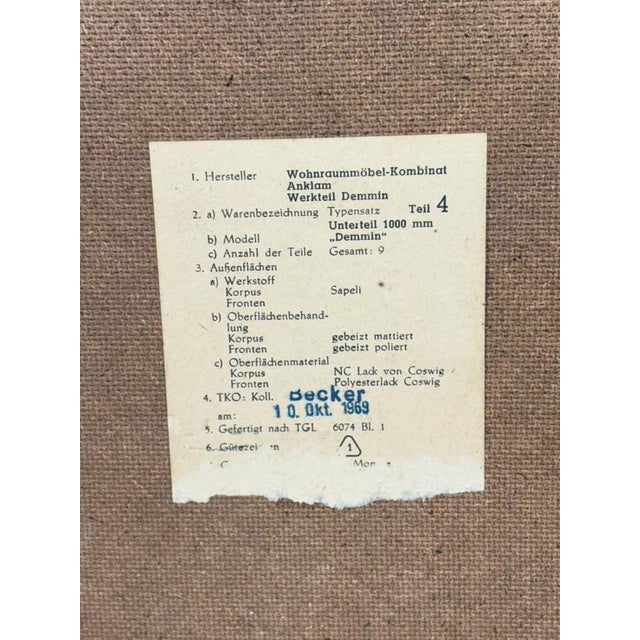 1. Hersteller Wohnraummöbel-Kombinat
Anklam
Werkteil Demmin
2. a) Warenbezeichnung Typensatz Teil 4
Unterteil 1000 mm
b) Modell „Demmin"
c) Anzahl der Teile Gesamt: 9
3. Außenflächen
a) Werkstoff
Korpus Sapeli
Fronten
b) Oberflächenbehand-
lung
Korpus gebeizt mattiert
Fronten gebeizt poliert
c) Oberflächenmaterial
Korpus NC Lack von Coswig
Fronten Polyesterlack Coswig
4. TKO: Koll. Becker
am: 10. Okt. 1969
5. Gefertigt nach TGL 6074 Bl. 1
6. Gütezeichen 1